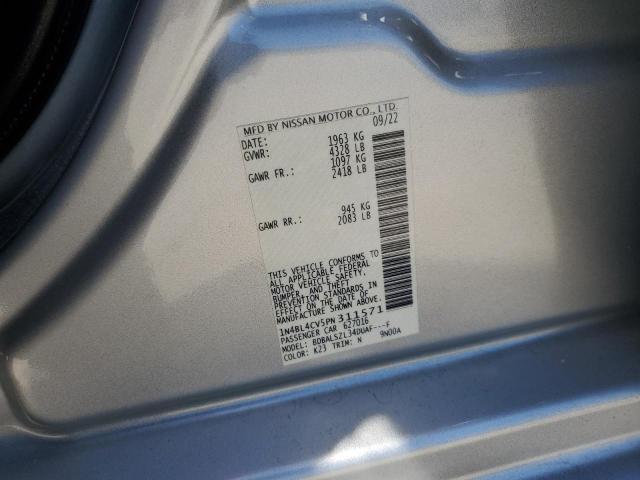 MFD BY NISSAN MOTOR CO., LTD.
DATE: 09/22
GVWR: 1963 KG
4328 LB
GAWR FR.: 1097 KG
2418 LB
GAWR RR.: 945 KG
2083 LB
THIS VEHICLE CONFORMS TO
ALL APPLICABLE FEDERAL
MOTOR VEHICLE SAFETY,
BUMPER, AND THEFT
PREVENTION STANDARDS IN
EFFECT ON THE DATE OF
MANUFACTURE SHOWN ABOVE.
1N4BL4CV5PN311571
PASSENGER CAR 627016
MODEL: BDBALSZL34DUAF---F
COLOR: K23 TRIM: N 9N00A